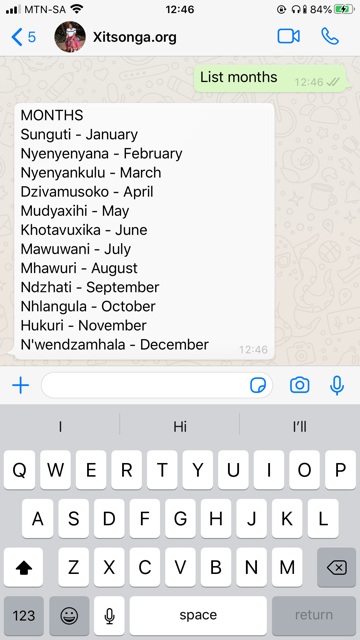 MTN-SA 12:46 84%
5 Xitsonga.org
List months
12:46
MONTHS
Sunguti - January
Nyenyenyana - February
Nyenyankulu - March
Dzivamusoko - April
Mudyaxihi - May
Khotavuxika - June
Mawuwani - July
Mhawuri - August
Ndzhati - September
Nhlangula - October
Hukuri - November
N'wendzamhala - December
12:46
I Hi I'll
Q W E R T Y U I O P
A S D F G H J K L
Z X C V B N M
123 space return